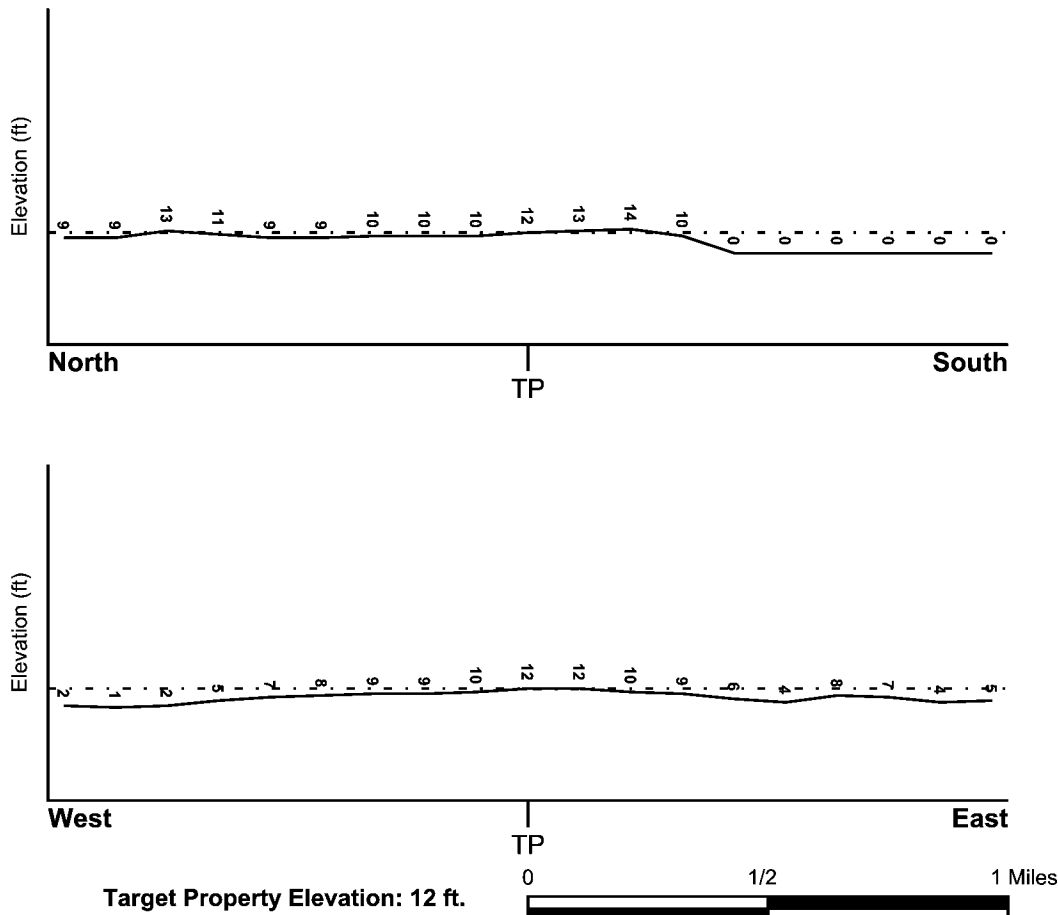 Elevation (ft)
9 9 13 11 9 9 10 10 10 12 13 14 10 0 0 0 0 0 0
North South
TP
Elevation (ft)
2 1 2 5 7 8 9 9 10 12 12 10 9 6 4 8 7 4 5
West East
TP
Target Property Elevation: 12 ft.
0 1/2 1 Miles